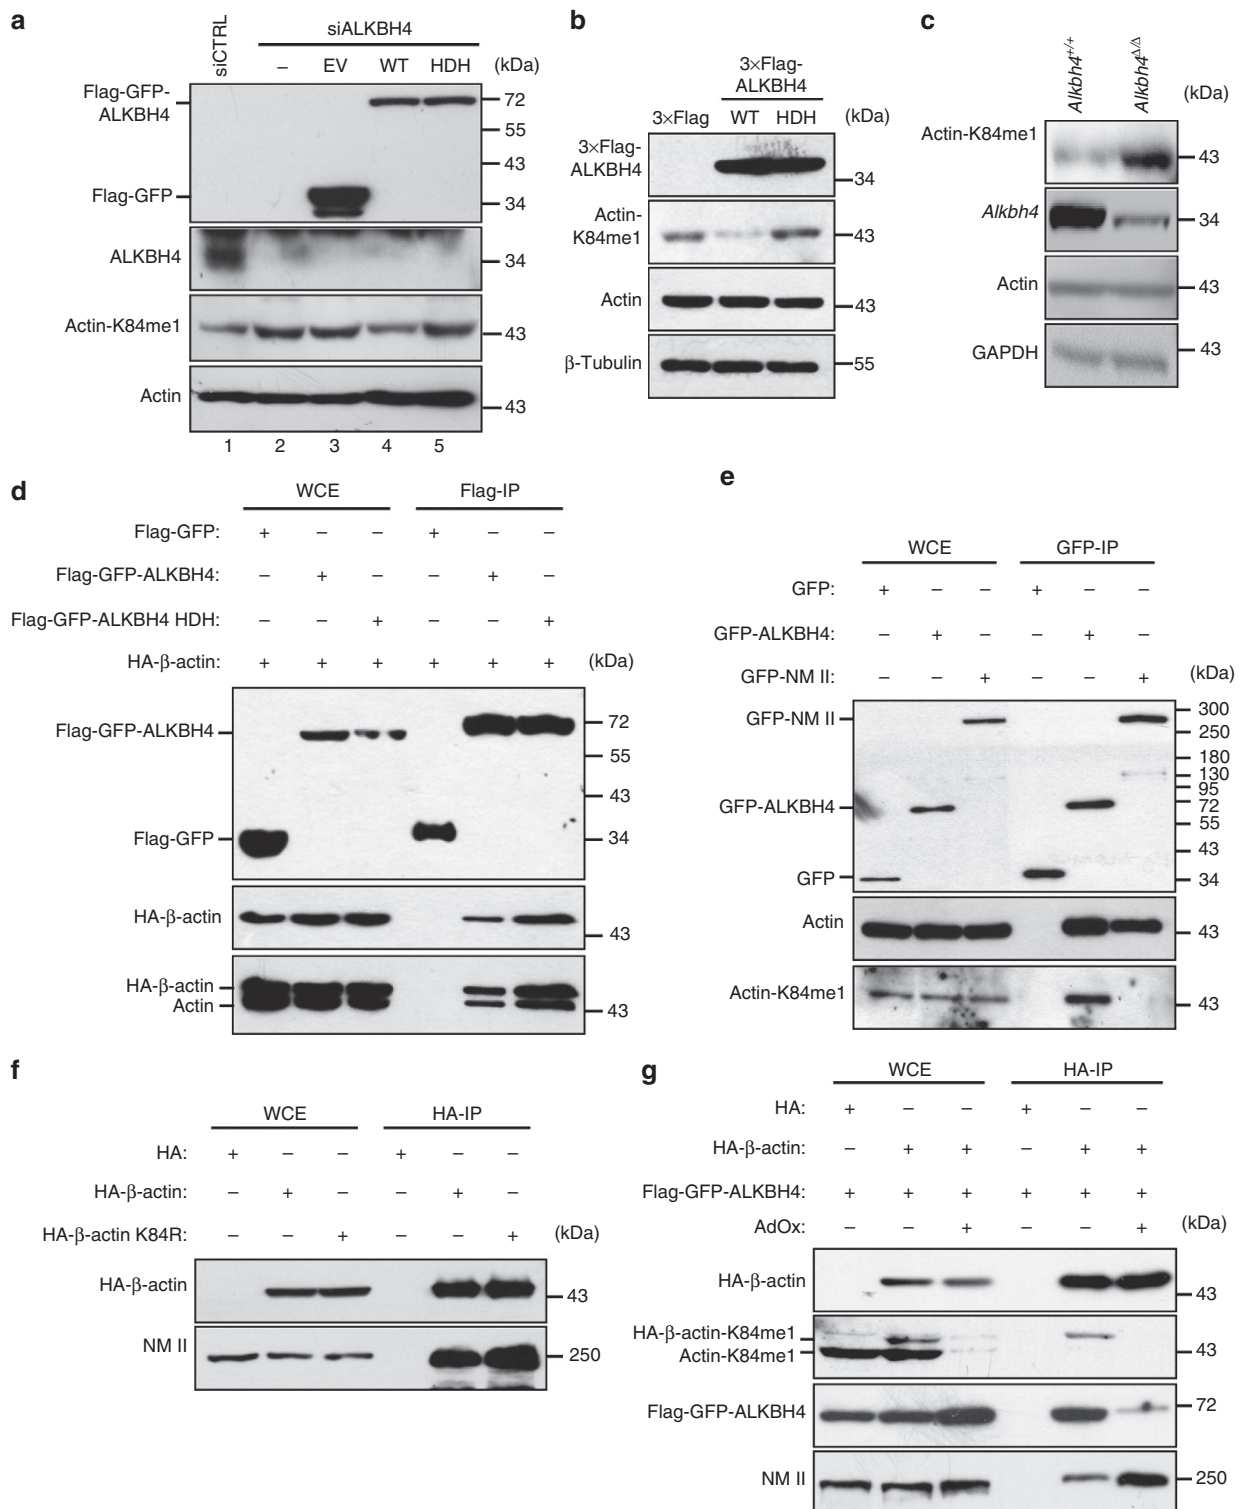 a
siCTRL
siALKBH4
– EV WT HDH (kDa)
Flag-GFP-
ALKBH4
72
55
43
Flag-GFP
34
ALKBH4
34
Actin-K84me1
43
Actin
43
1 2 3 4 5
b
3×Flag-
ALKBH4
3×Flag WT HDH (kDa)
3×Flag-
ALKBH4
34
Actin-
K84me1
43
Actin
43
β-Tubulin
55
c
Alkbh4+/+
Alkbh4Δ/Δ
(kDa)
Actin-K84me1
43
Alkbh4
34
Actin
43
GAPDH
43
d
WCE Flag-IP
Flag-GFP: + – – + – –
Flag-GFP-ALKBH4: – + – – + –
Flag-GFP-ALKBH4 HDH: – – + – – +
HA-β-actin: + + + + + + (kDa)
Flag-GFP-ALKBH4
72
55
43
Flag-GFP
34
HA-β-actin
43
HA-β-actin
Actin
43
e
WCE GFP-IP
GFP: + – – + – –
GFP-ALKBH4: – + – – + –
GFP-NM II: – – + – – + (kDa)
GFP-NM II
300
250
180
130
95
GFP-ALKBH4
72
55
43
GFP
34
Actin
43
Actin-K84me1
43
f
WCE HA-IP
HA: + – – + – –
HA-β-actin: – + – – + –
HA-β-actin K84R: – – + – – + (kDa)
HA-β-actin
43
NM II
250
g
WCE HA-IP
HA: + – – + – –
HA-β-actin: – + + – + +
Flag-GFP-ALKBH4: + + + + + +
AdOx: – – + – – + (kDa)
HA-β-actin
43
HA-β-actin-K84me1
Actin-K84me1
43
Flag-GFP-ALKBH4
72
NM II
250